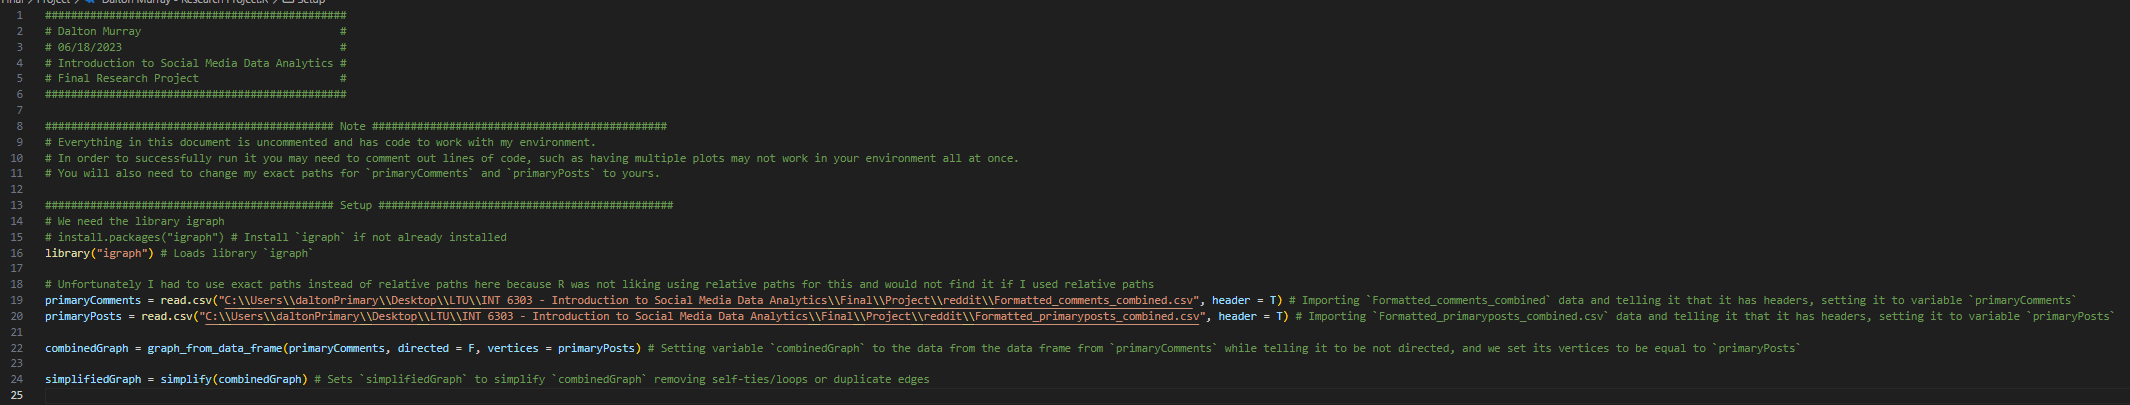 Final > Project > Dalton Murray - Research Project.R > Setup
1 ###############################################
2 # Dalton Murray #
3 # 06/18/2023 #
4 # Introduction to Social Media Data Analytics #
5 # Final Research Project #
6 ###############################################
7
8 ############################################# Note ##############################################
9 # Everything in this document is uncommented and has code to work with my environment.
10 # In order to successfully run it you may need to comment out lines of code, such as having multiple plots may not work in your environment all at once.
11 # You will also need to change my exact paths for `primaryComments` and `primaryPosts` to yours.
12
13 ############################################# Setup ##############################################
14 # We need the library igraph
15 # install.packages("igraph") # Install `igraph` if not already installed
16 library("igraph") # Loads library `igraph`
17
18 # Unfortunately I had to use exact paths instead of relative paths here because R was not liking using relative paths for this and would not find it if I used relative paths
19 primaryComments = read.csv("C:\\Users\\daltonPrimary\\Desktop\\LTU\\INT 6303 - Introduction to Social Media Data Analytics\\Final\\Project\\reddit\\Formatted_comments_combined.csv", header = T) # Importing `Formatted_comments_combined` data and telling it that it has headers, setting it to variable `primaryComments`
20 primaryPosts = read.csv("C:\\Users\\daltonPrimary\\Desktop\\LTU\\INT 6303 - Introduction to Social Media Data Analytics\\Final\\Project\\reddit\\Formatted_primaryposts_combined.csv", header = T) # Importing `Formatted_primaryposts_combined.csv` data and telling it that it has headers, setting it to variable `primaryPosts`
21
22 combinedGraph = graph_from_data_frame(primaryComments, directed = F, vertices = primaryPosts) # Setting variable `combinedGraph` to the data from the data frame from `primaryComments` while telling it to be not directed, and we set its vertices to be equal to `primaryPosts`
23
24 simplifiedGraph = simplify(combinedGraph) # Sets `simplifiedGraph` to simplify `combinedGraph` removing self-ties/loops or duplicate edges
25